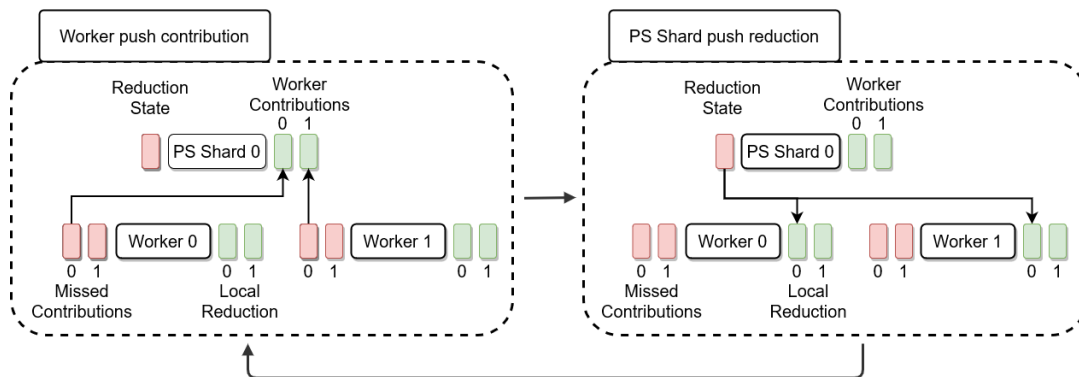 Worker push contribution
Reduction
State
Worker
Contributions
0 1
PS Shard 0
Worker 0
Worker 1
0 1
0 1
0 1
0 1
Missed
Contributions
Local
Reduction
PS Shard push reduction
Reduction
State
Worker
Contributions
0 1
PS Shard 0
Worker 0
Worker 1
0 1
0 1
0 1
0 1
Missed
Contributions
Local
Reduction